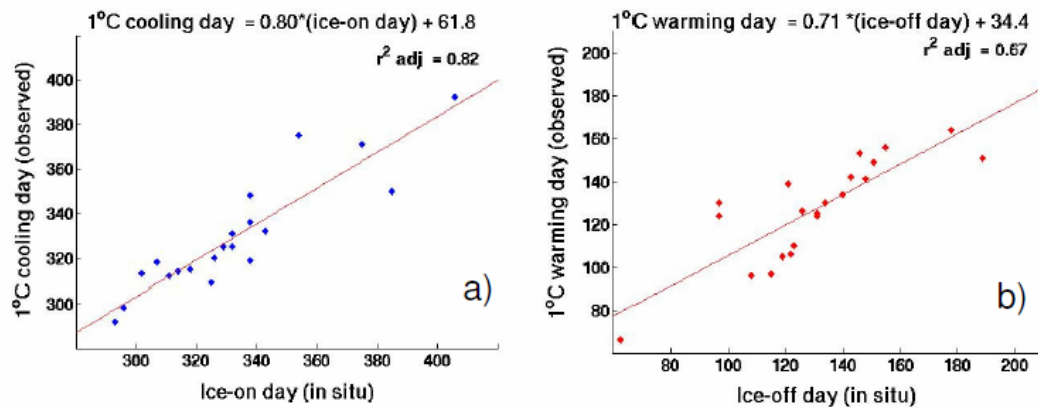 1°C cooling day = 0.80*(ice-on day) + 61.8
r² adj = 0.82
1°C cooling day (observed)
400
380
360
340
320
300
a)
300 320 340 360 380 400
Ice-on day (in situ)
1°C warming day = 0.71 *(ice-off day) + 34.4
r² adj = 0.67
1°C warming day (observed)
200
180
160
140
120
100
80
b)
80 100 120 140 160 180 200
Ice-off day (in situ)